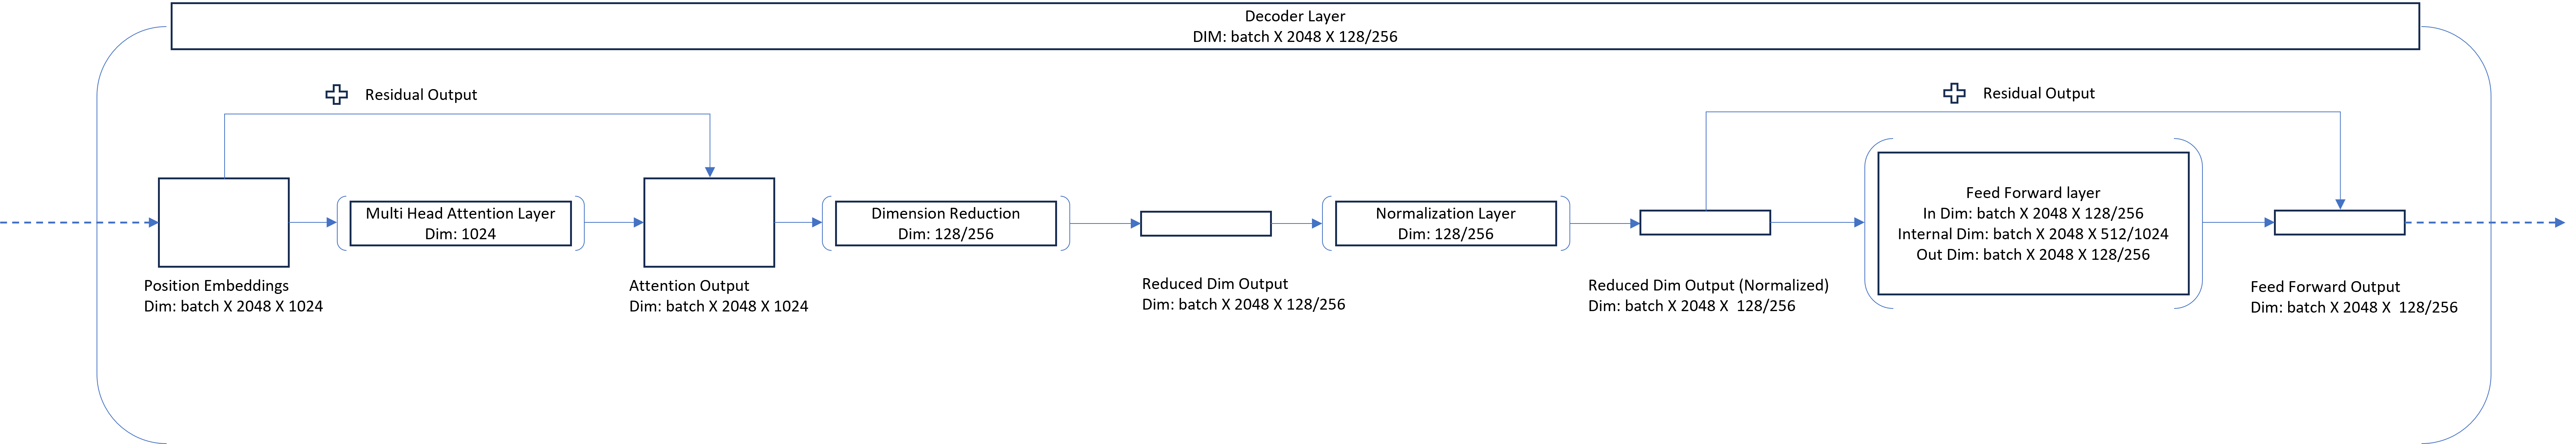 Decoder Layer
DIM: batch X 2048 X 128/256
Residual Output
Residual Output
Multi Head Attention Layer
Dim: 1024
Dimension Reduction
Dim: 128/256
Normalization Layer
Dim: 128/256
Feed Forward layer
In Dim: batch X 2048 X 128/256
Internal Dim: batch X 2048 X 512/1024
Out Dim: batch X 2048 X 128/256
Position Embeddings
Dim: batch X 2048 X 1024
Attention Output
Dim: batch X 2048 X 1024
Reduced Dim Output
Dim: batch X 2048 X 128/256
Reduced Dim Output (Normalized)
Dim: batch X 2048 X  128/256
Feed Forward Output
Dim: batch X 2048 X  128/256